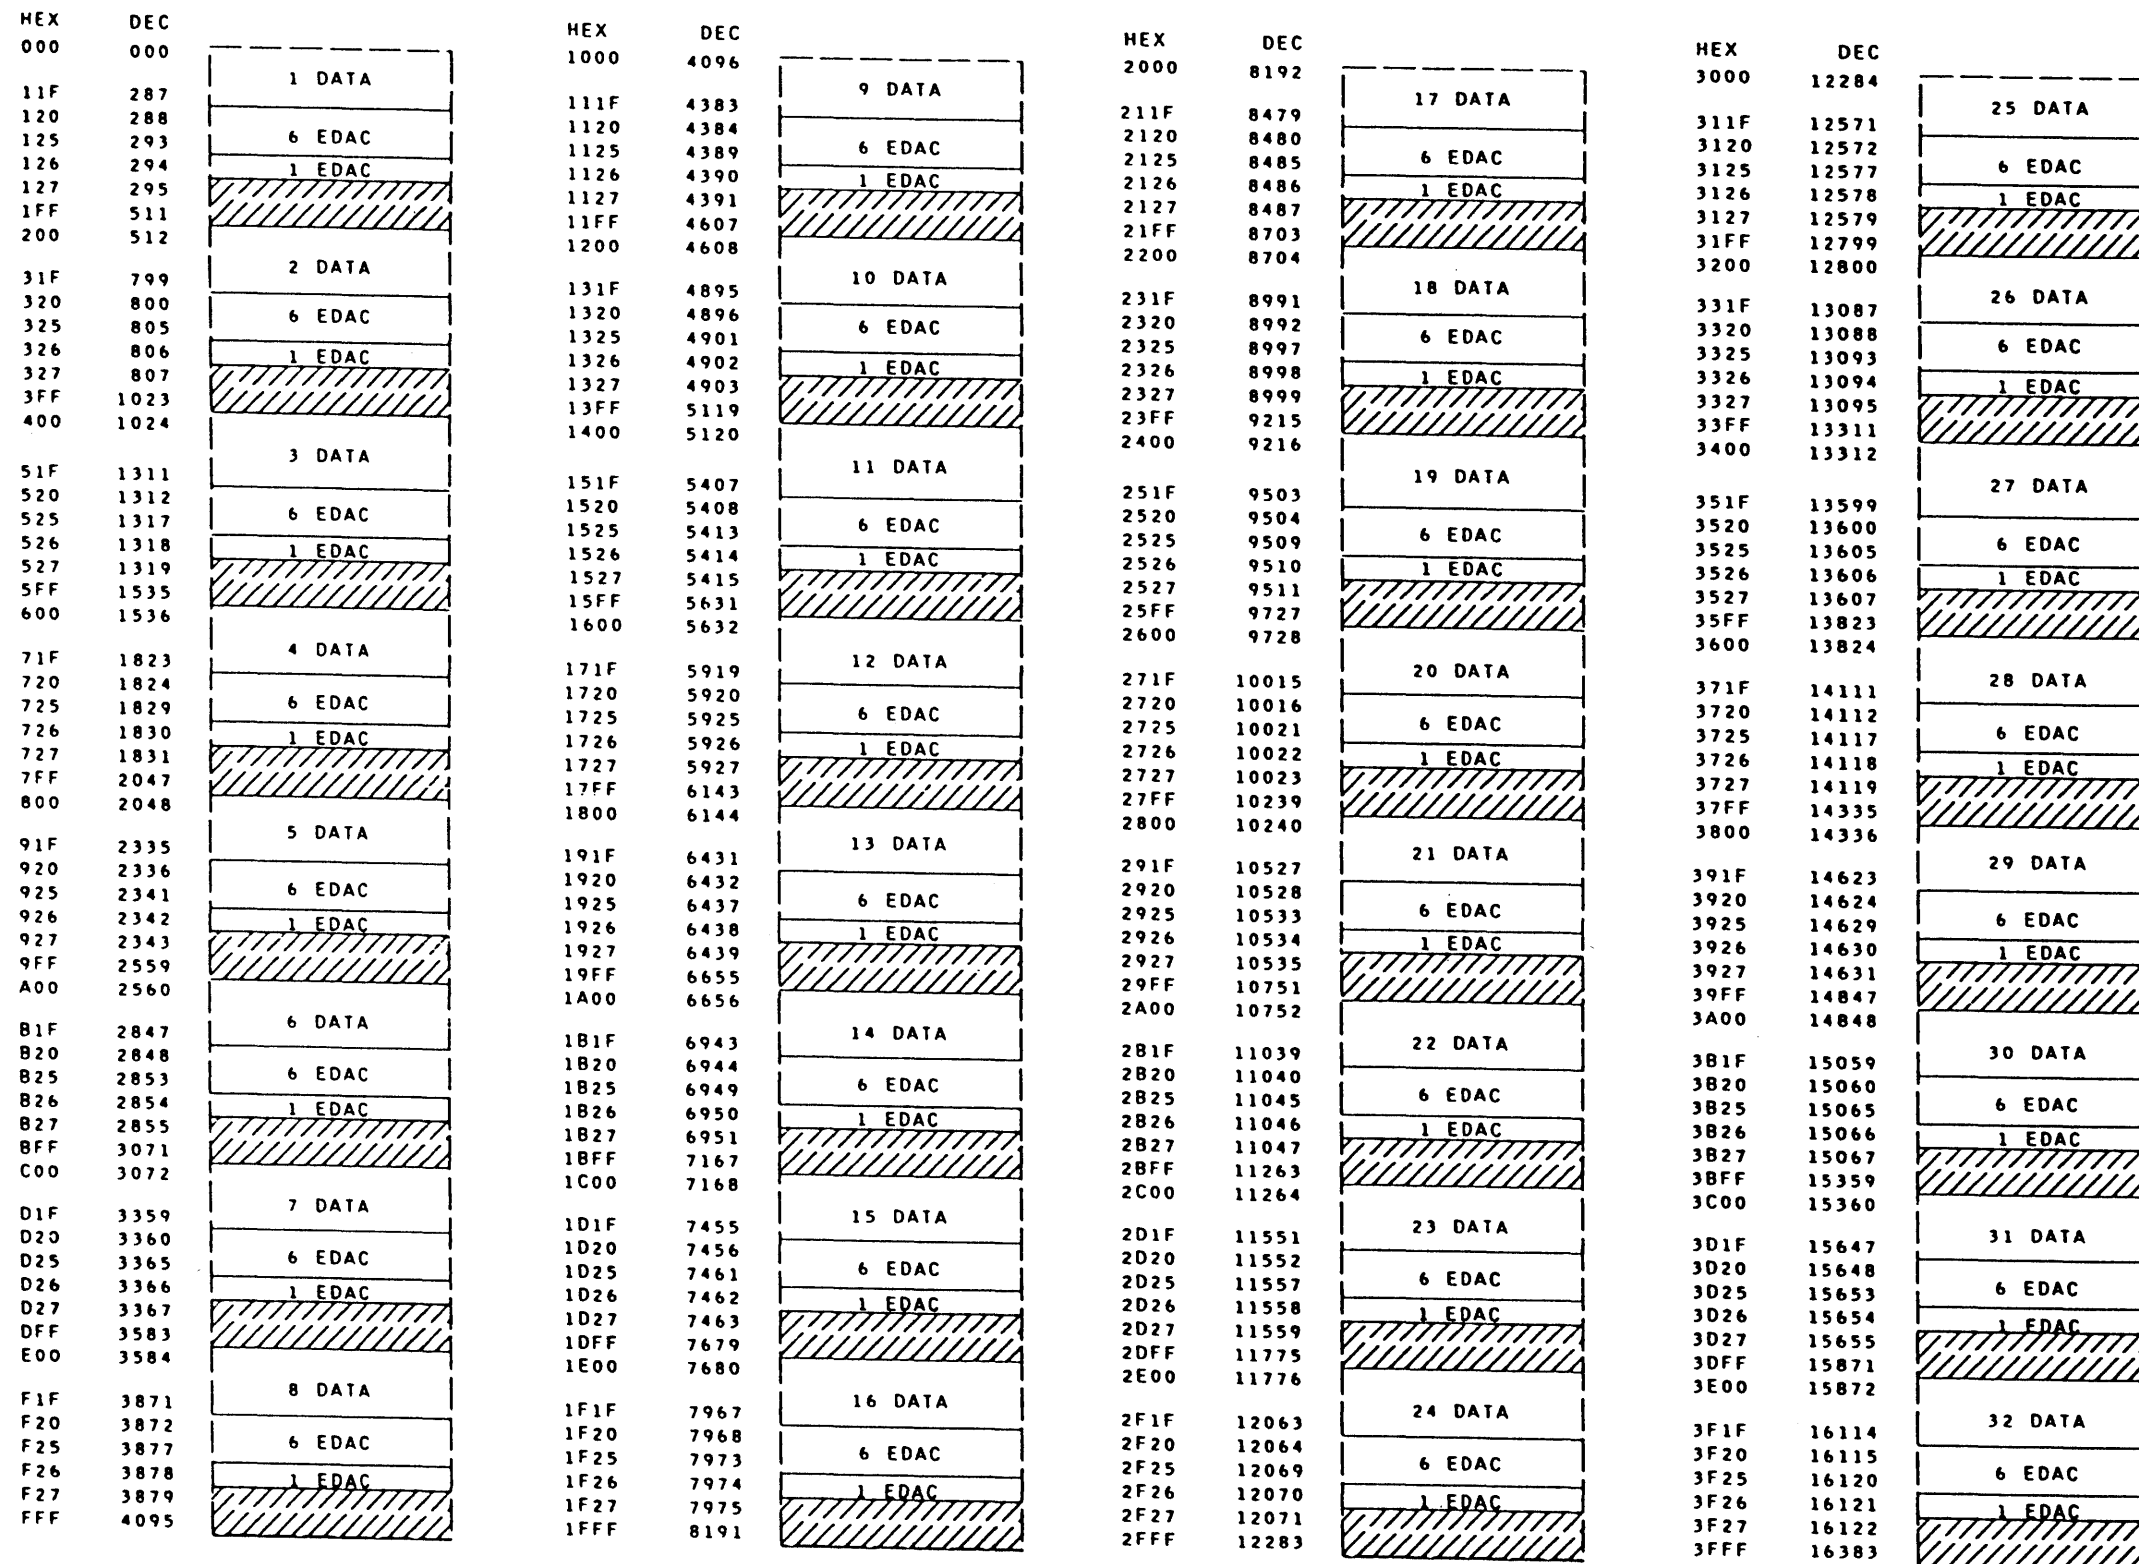 HEX DEC
000 000
1 DATA
11F 287
120 288
125 293
6 EDAC
126 294
1 EDAC
127 295
1FF 511
200 512
2 DATA
31F 799
320 800
325 805
6 EDAC
326 806
1 EDAC
327 807
3FF 1023
400 1024
3 DATA
51F 1311
520 1312
525 1317
6 EDAC
526 1318
1 EDAC
527 1319
5FF 1535
600 1536
4 DATA
71F 1823
720 1824
725 1829
6 EDAC
726 1830
1 EDAC
727 1831
7FF 2047
800 2048
5 DATA
91F 2335
920 2336
925 2341
6 EDAC
926 2342
1 EDAC
927 2343
9FF 2559
A00 2560
6 DATA
B1F 2847
B20 2848
B25 2853
6 EDAC
B26 2854
1 EDAC
B27 2855
BFF 3071
C00 3072
7 DATA
D1F 3359
D20 3360
D25 3365
6 EDAC
D26 3366
1 EDAC
D27 3367
DFF 3583
E00 3584
8 DATA
F1F 3871
F20 3872
F25 3877
6 EDAC
F26 3878
1 EDAC
F27 3879
FFF 4095
HEX DEC
1000 4096
9 DATA
111F 4383
1120 4384
1125 4389
6 EDAC
1126 4390
1 EDAC
1127 4391
11FF 4607
1200 4608
10 DATA
131F 4895
1320 4896
1325 4901
6 EDAC
1326 4902
1 EDAC
1327 4903
13FF 5119
1400 5120
11 DATA
151F 5407
1520 5408
1525 5413
6 EDAC
1526 5414
1 EDAC
1527 5415
15FF 5631
1600 5632
12 DATA
171F 5919
1720 5920
1725 5925
6 EDAC
1726 5926
1 EDAC
1727 5927
17FF 6143
1800 6144
13 DATA
191F 6431
1920 6432
1925 6437
6 EDAC
1926 6438
1 EDAC
1927 6439
19FF 6655
1A00 6656
14 DATA
1B1F 6943
1B20 6944
1B25 6949
6 EDAC
1B26 6950
1 EDAC
1B27 6951
1BFF 7167
1C00 7168
15 DATA
1D1F 7455
1D20 7456
1D25 7461
6 EDAC
1D26 7462
1 EDAC
1D27 7463
1DFF 7679
1E00 7680
16 DATA
1F1F 7967
1F20 7968
1F25 7973
6 EDAC
1F26 7974
1 EDAC
1F27 7975
1FFF 8191
HEX DEC
2000 8192
17 DATA
211F 8479
2120 8480
2125 8485
6 EDAC
2126 8486
1 EDAC
2127 8487
21FF 8703
2200 8704
18 DATA
231F 8991
2320 8992
2325 8997
6 EDAC
2326 8998
1 EDAC
2327 8999
23FF 9215
2400 9216
19 DATA
251F 9503
2520 9504
2525 9509
6 EDAC
2526 9510
1 EDAC
2527 9511
25FF 9727
2600 9728
20 DATA
271F 10015
2720 10016
2725 10021
6 EDAC
2726 10022
1 EDAC
2727 10023
27FF 10239
2800 10240
21 DATA
291F 10527
2920 10528
2925 10533
6 EDAC
2926 10534
1 EDAC
2927 10535
29FF 10751
2A00 10752
22 DATA
2B1F 11039
2B20 11040
2B25 11045
6 EDAC
2B26 11046
1 EDAC
2B27 11047
2BFF 11263
2C00 11264
23 DATA
2D1F 11551
2D20 11552
2D25 11557
6 EDAC
2D26 11558
1 EDAC
2D27 11559
2DFF 11775
2E00 11776
24 DATA
2F1F 12063
2F20 12064
2F25 12069
6 EDAC
2F26 12070
1 EDAC
2F27 12071
2FFF 12283
HEX DEC
3000 12284
25 DATA
311F 12571
3120 12572
3125 12577
6 EDAC
3126 12578
1 EDAC
3127 12579
31FF 12799
3200 12800
26 DATA
331F 13087
3320 13088
3325 13093
6 EDAC
3326 13094
1 EDAC
3327 13095
33FF 13311
3400 13312
27 DATA
351F 13599
3520 13600
3525 13605
6 EDAC
3526 13606
1 EDAC
3527 13607
35FF 13823
3600 13824
28 DATA
371F 14111
3720 14112
3725 14117
6 EDAC
3726 14118
1 EDAC
3727 14119
37FF 14335
3800 14336
29 DATA
391F 14623
3920 14624
3925 14629
6 EDAC
3926 14630
1 EDAC
3927 14631
39FF 14847
3A00 14848
30 DATA
3B1F 15059
3B20 15060
3B25 15065
6 EDAC
3B26 15066
1 EDAC
3B27 15067
3BFF 15359
3C00 15360
31 DATA
3D1F 15647
3D20 15648
3D25 15653
6 EDAC
3D26 15654
1 EDAC
3D27 15655
3DFF 15871
3E00 15872
32 DATA
3F1F 16114
3F20 16115
3F25 16120
6 EDAC
3F26 16121
1 EDAC
3F27 16122
3FFF 16383